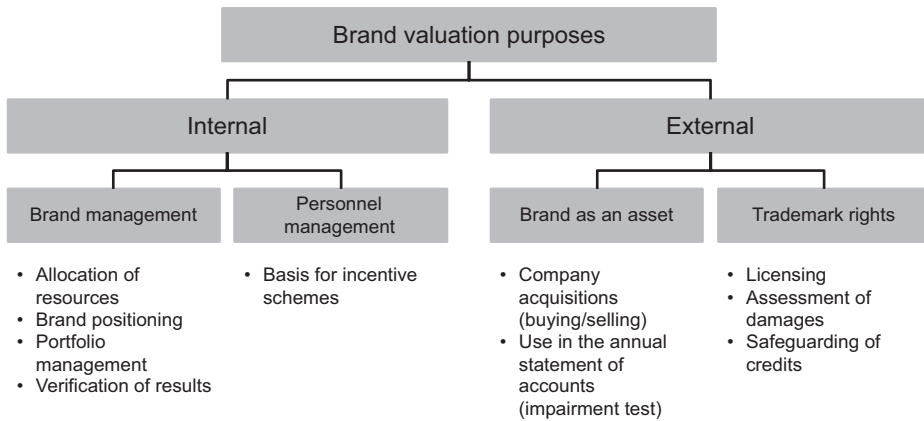 Brand valuation purposes
Internal
External
Brand management
Personnel
management
Brand as an asset
Trademark rights
• Allocation of
resources
• Brand positioning
• Portfolio
management
• Verification of results
• Basis for incentive
schemes
• Company
acquisitions
(buying/selling)
• Use in the annual
statement of
accounts
(impairment test)
• Licensing
• Assessment of
damages
• Safeguarding of
credits